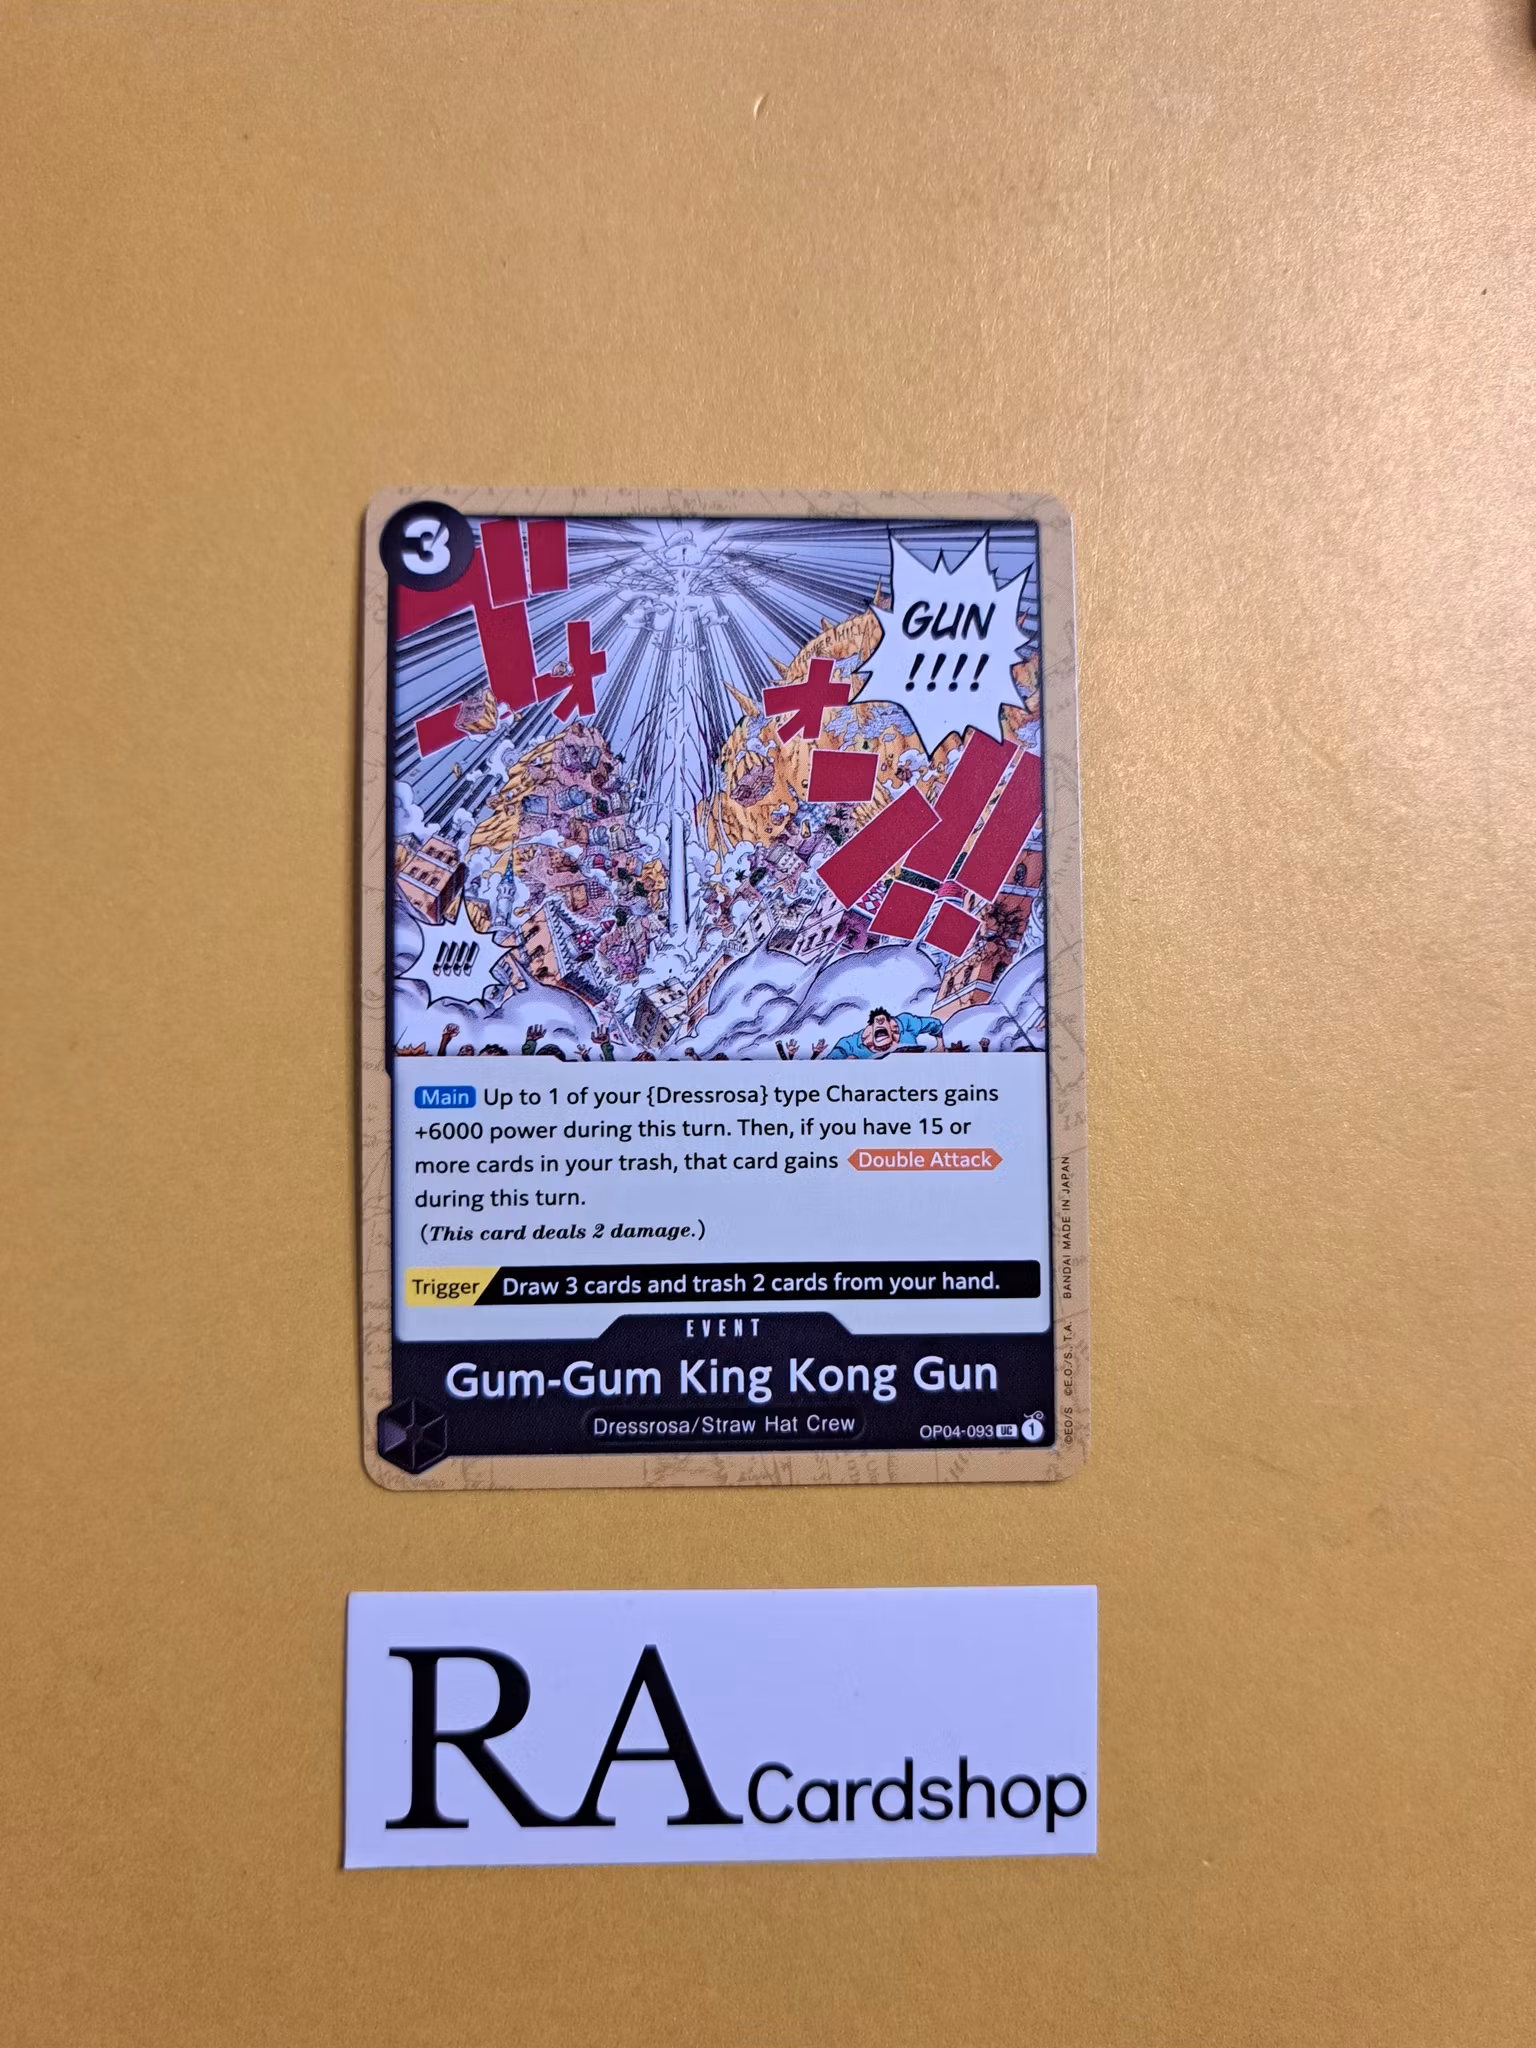 3
GUN
!!!!
!!!!
Main Up to 1 of your {Dressrosa} type Characters gains
+6000 power during this turn. Then, if you have 15 or
more cards in your trash, that card gains Double Attack
during this turn.
(This card deals 2 damage.)
Trigger Draw 3 cards and trash 2 cards from your hand.
EVENT
Gum-Gum King Kong Gun
Dressrosa/Straw Hat Crew
OP04-093 UC 1
©EO/S ©E.O./S., T.A. BANDAI MADE IN JAPAN
RA Cardshop